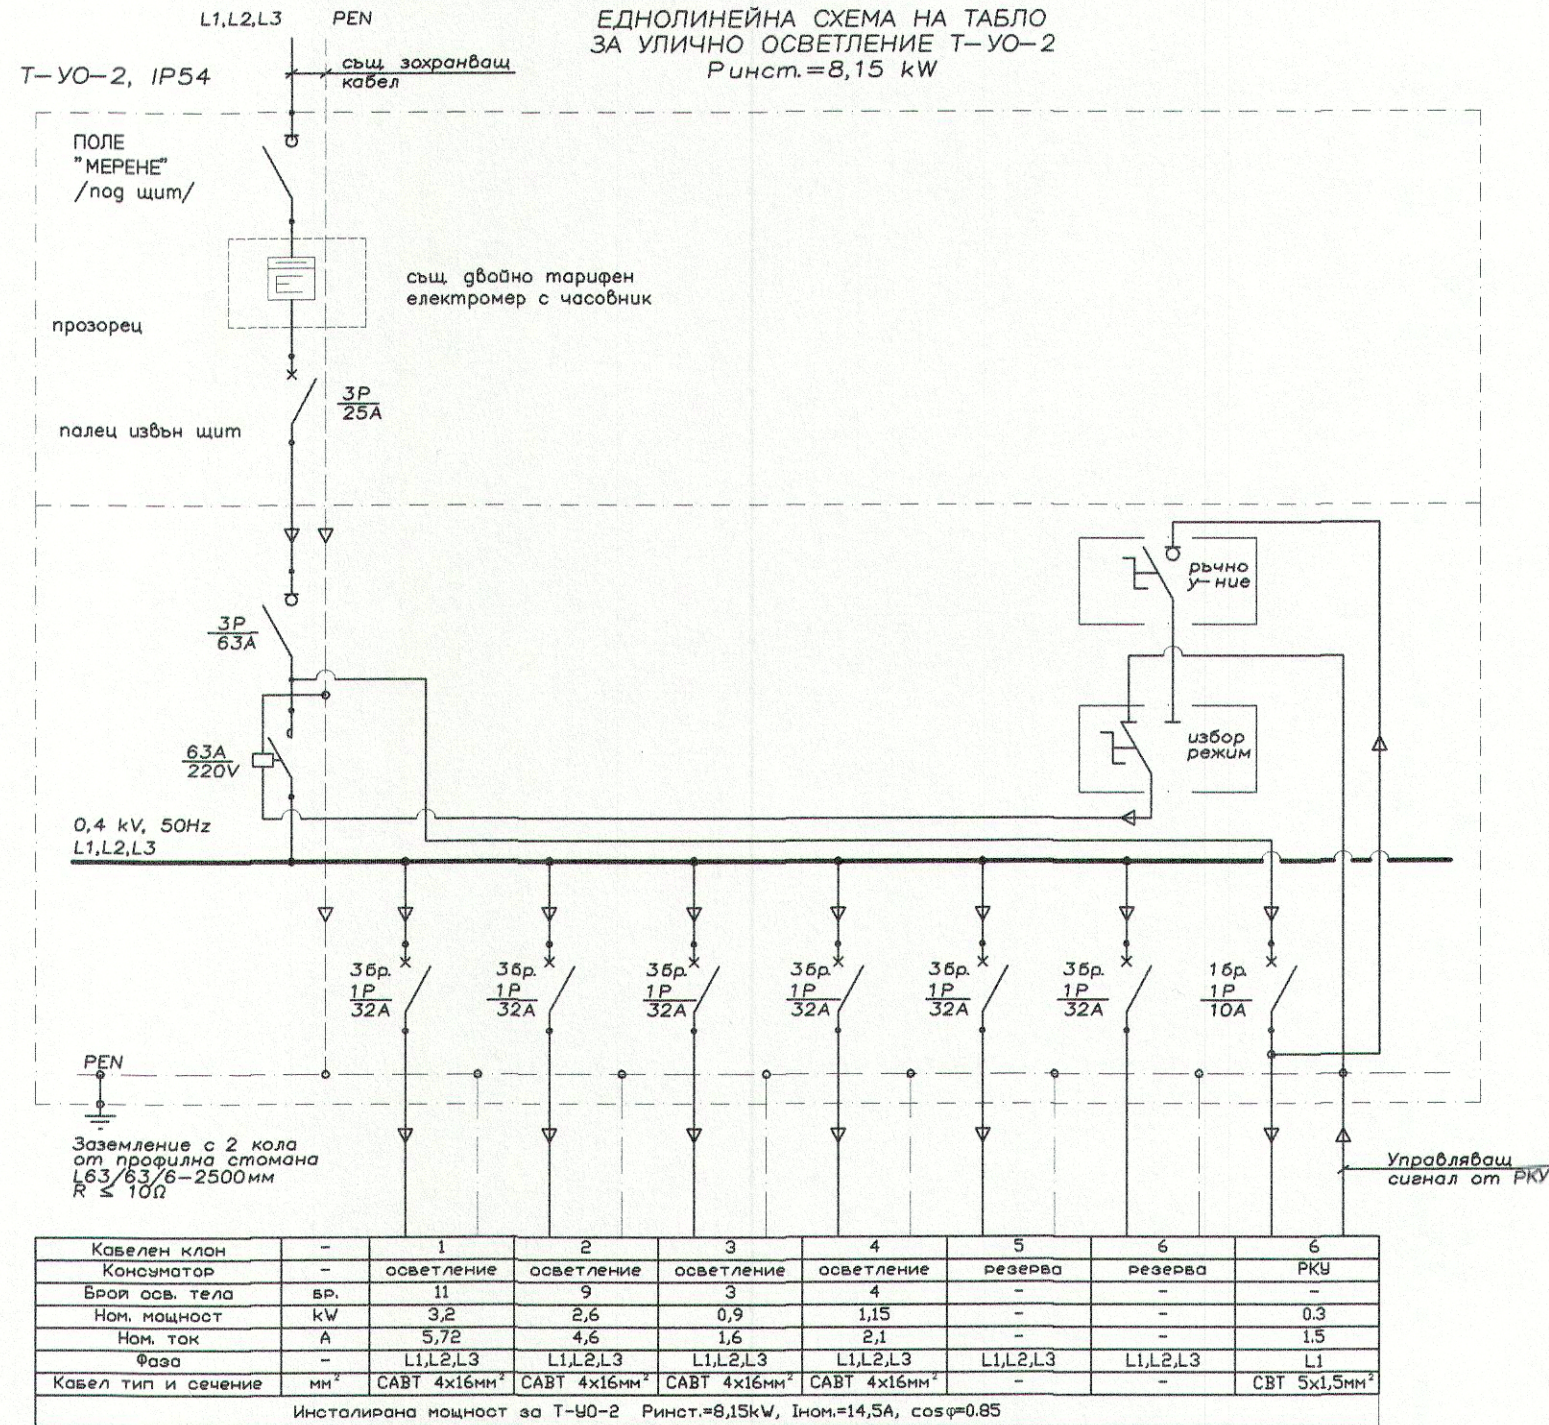 L1,L2,L3 PEN
ЕДНОЛИНЕЙНА СХЕМА НА ТАБЛО
ЗА УЛИЧНО ОСВЕТЛЕНИЕ Т-УО-2
Pинст.=8,15 kW
Т-УО-2, IP54
същ. зохранващ
кабел
ПОЛЕ
"МЕРЕНЕ"
/под щит/
същ. двойно тарифен
електромер с часовник
прозорец
3P
25A
палец извън щит
ръчно
у-ние
3P
63A
избор
режим
63A
220V
0,4 kV, 50Hz
L1,L2,L3
3бр. 3бр. 3бр. 3бр. 3бр. 3бр. 1бр.
1P 1P 1P 1P 1P 1P 1P
32A 32A 32A 32A 32A 32A 10A
PEN
Заземление с 2 кола
от профилна стомана
L63/63/6-2500мм
R ≤ 10Ω
Управляващ
сигнал от РКУ
Кабелен клон - 1 2 3 4 5 6 6
Консуматор - осветление осветление осветление осветление резерва резерва РКУ
Брой осв. тела бр. 11 9 3 4 - - -
Ном. мощност kW 3,2 2,6 0,9 1,15 - - 0.3
Ном. ток A 5,72 4,6 1,6 2,1 - - 1.5
Фаза - L1,L2,L3 L1,L2,L3 L1,L2,L3 L1,L2,L3 L1,L2,L3 L1,L2,L3 L1
Кабел тип и сечение мм² САВТ 4x16мм² САВТ 4x16мм² САВТ 4x16мм² САВТ 4x16мм² - - СВТ 5x1,5мм²
Инсталирана мощност за Т-УО-2 Pинст.=8,15kW, Iном.=14,5A, cosφ=0.85